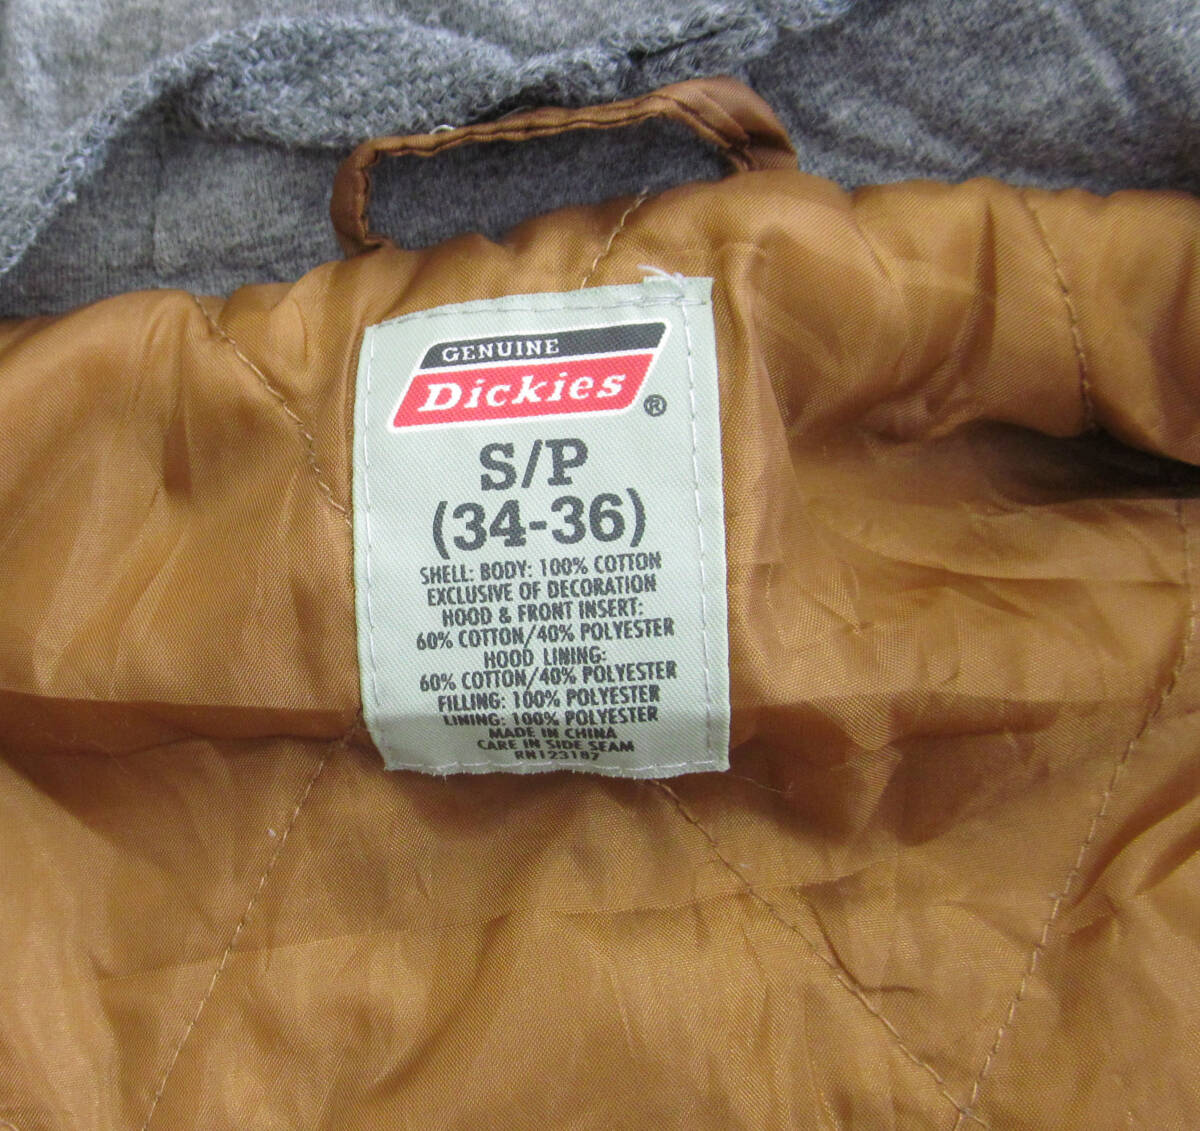 GENUINE
Dickies®
S/P
(34-36)
SHELL: BODY: 100% COTTON
EXCLUSIVE OF DECORATION
HOOD & FRONT INSERT:
60% COTTON/40% POLYESTER
HOOD LINING:
60% COTTON/40% POLYESTER
FILLING: 100% POLYESTER
LINING: 100% POLYESTER
MADE IN CHINA
CARE IN SIDE SEAM
RN123187